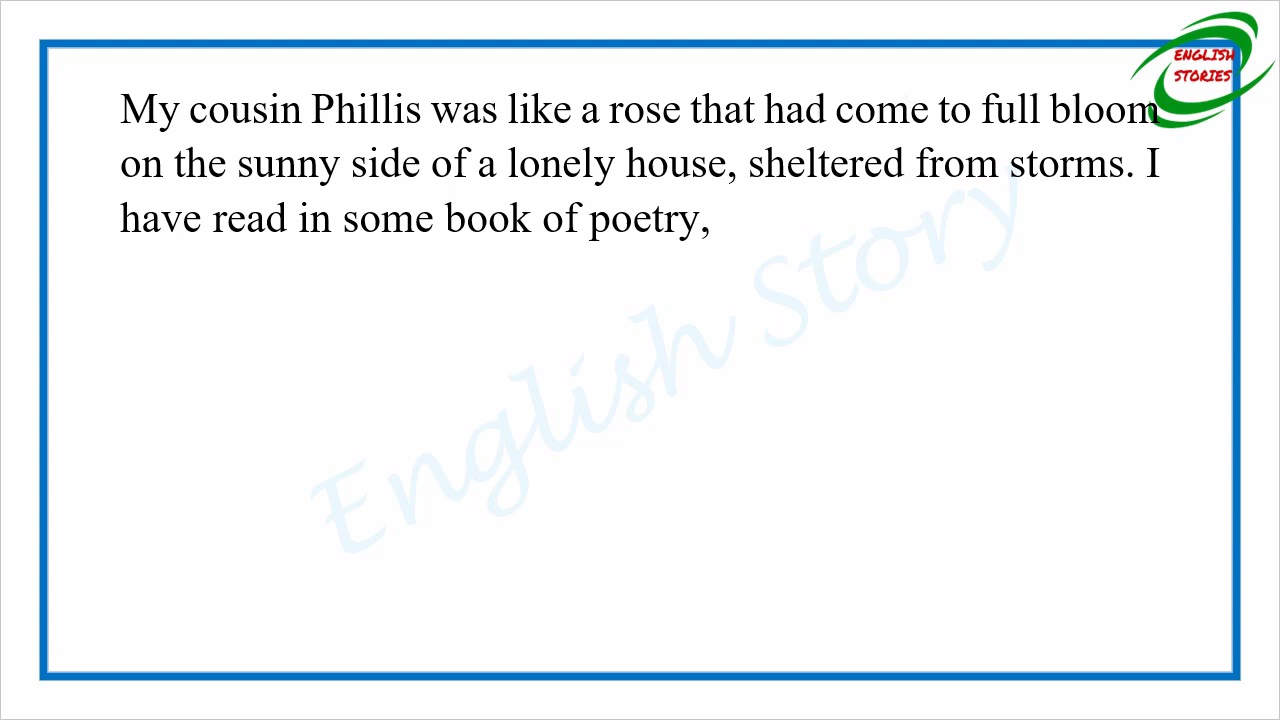 ENGLISH
STORIES
My cousin Phillis was like a rose that had come to full bloom
on the sunny side of a lonely house, sheltered from storms. I
have read in some book of poetry,
English Story